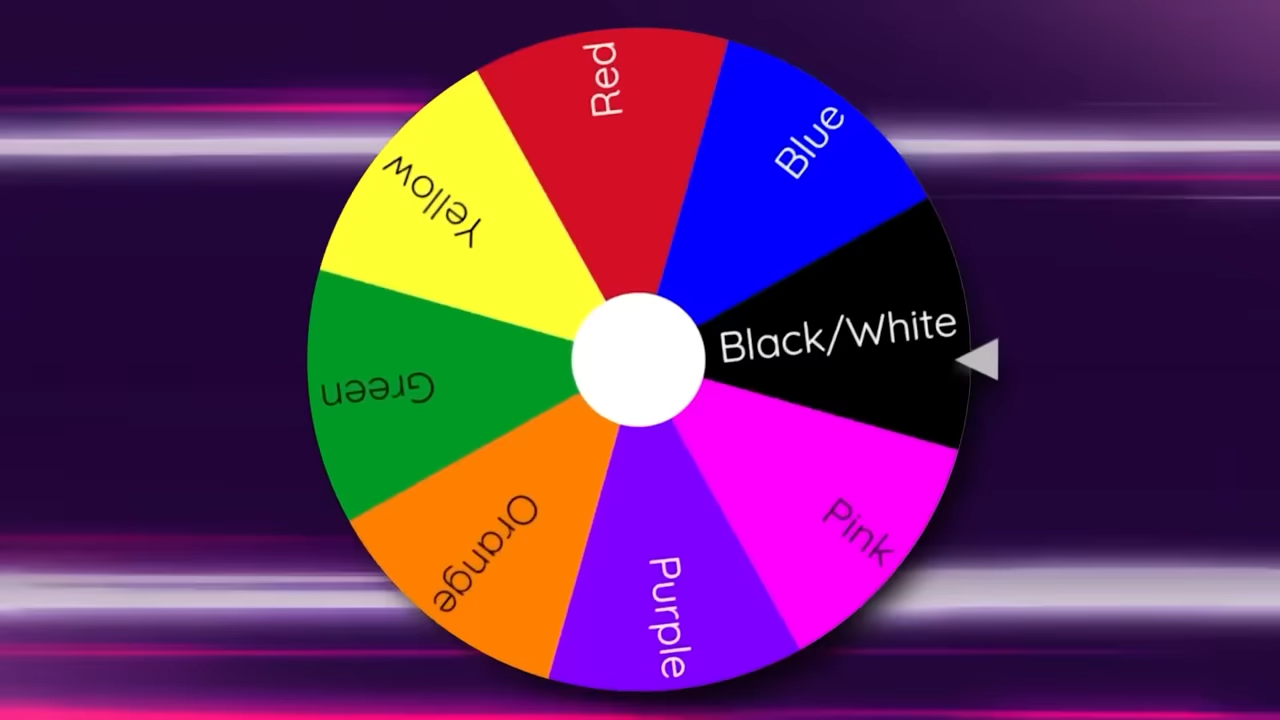 Red
Blue
Black/White
Pink
Purple
Orange
Green
Yellow